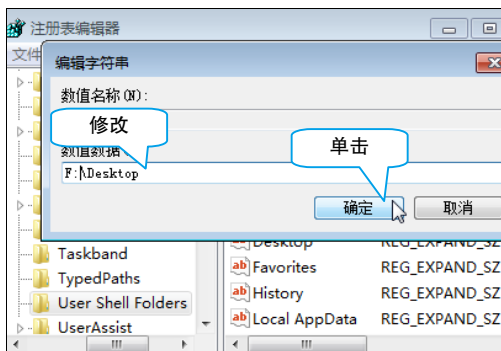 注册表编辑器
文件
编辑字符串
数值名称(N):
修改
数值数据
单击
F:\Desktop
确定
取消
Desktop REG_EXPAND_SZ
Taskband
Favorites REG_EXPAND_SZ
TypedPaths
History REG_EXPAND_SZ
User Shell Folders
Local AppData REG_EXPAND_SZ
UserAssist